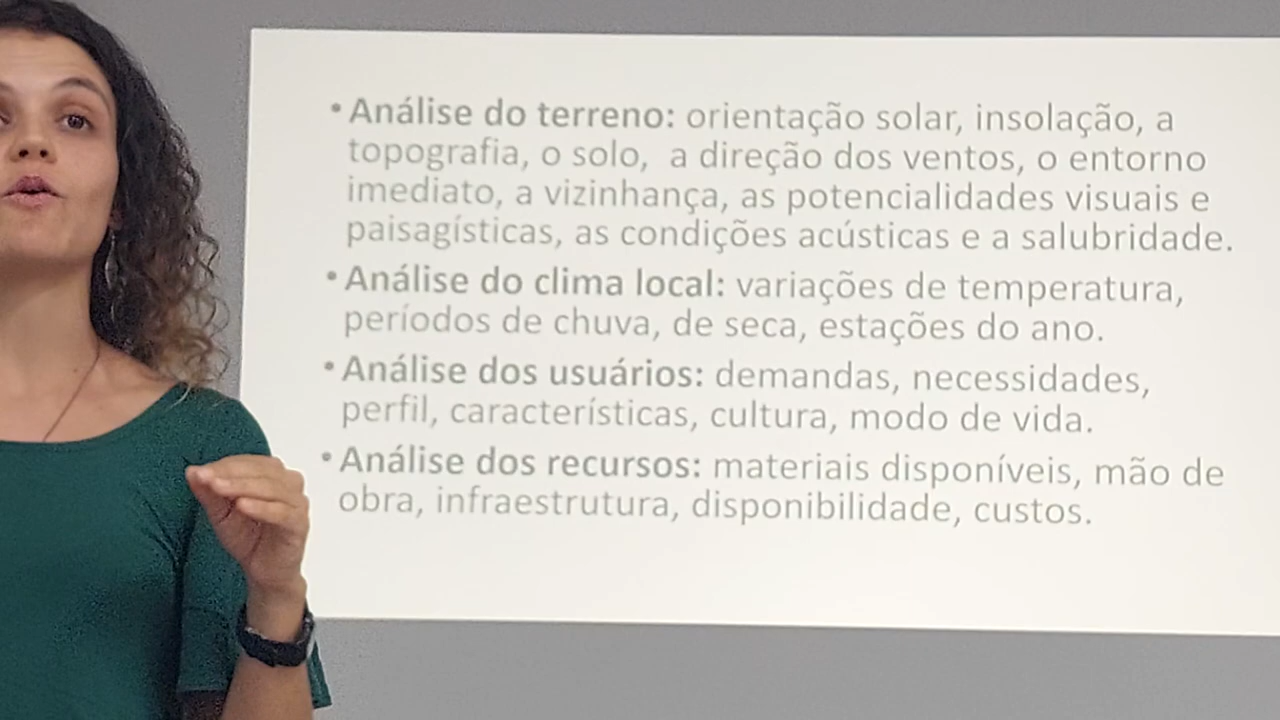 • Análise do terreno: orientação solar, insolação, a
topografia, o solo,  a direção dos ventos, o entorno
imediato, a vizinhança, as potencialidades visuais e
paisagísticas, as condições acústicas e a salubridade.
• Análise do clima local: variações de temperatura,
períodos de chuva, de seca, estações do ano.
• Análise dos usuários: demandas, necessidades,
perfil, características, cultura, modo de vida.
• Análise dos recursos: materiais disponíveis, mão de
obra, infraestrutura, disponibilidade, custos.